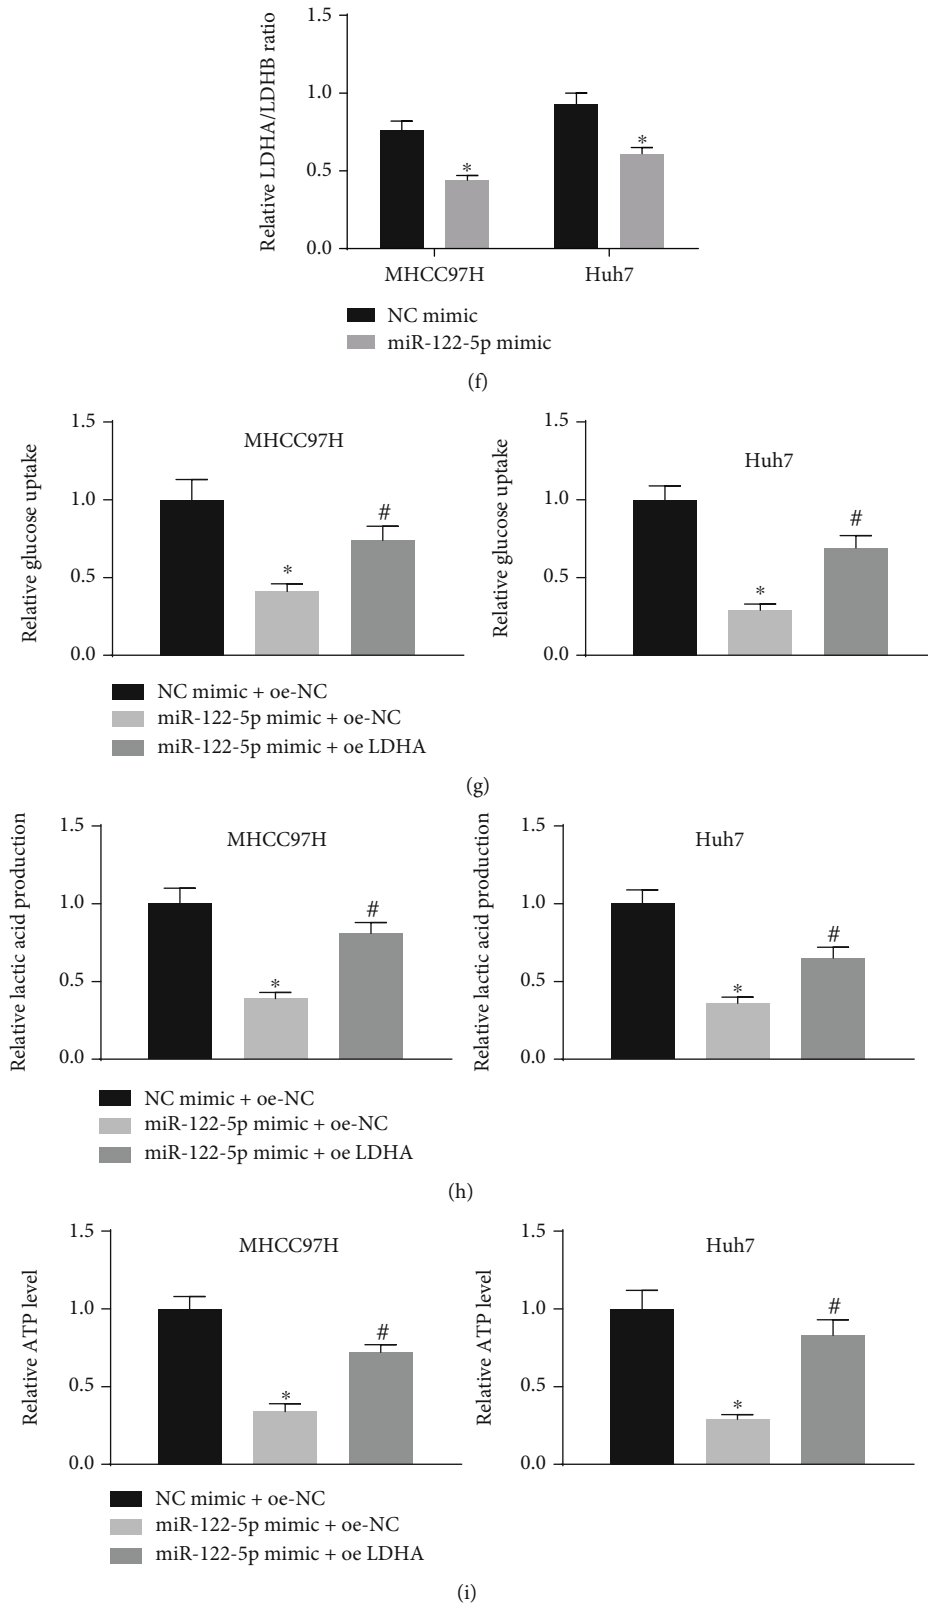 Relative LDHA/LDHB ratio
1.5
1.0
0.5
0.0
*
*
MHCC97H
Huh7
NC mimic
miR-122-5p mimic
(f)
Relative glucose uptake
1.5
1.0
0.5
0.0
MHCC97H
*
#
Relative glucose uptake
1.5
1.0
0.5
0.0
Huh7
*
#
NC mimic + oe-NC
miR-122-5p mimic + oe-NC
miR-122-5p mimic + oe LDHA
(g)
Relative lactic acid production
1.5
1.0
0.5
0.0
MHCC97H
*
#
Relative lactic acid production
1.5
1.0
0.5
0.0
Huh7
*
#
NC mimic + oe-NC
miR-122-5p mimic + oe-NC
miR-122-5p mimic + oe LDHA
(h)
Relative ATP level
1.5
1.0
0.5
0.0
MHCC97H
*
#
Relative ATP level
1.5
1.0
0.5
0.0
Huh7
*
#
NC mimic + oe-NC
miR-122-5p mimic + oe-NC
miR-122-5p mimic + oe LDHA
(i)